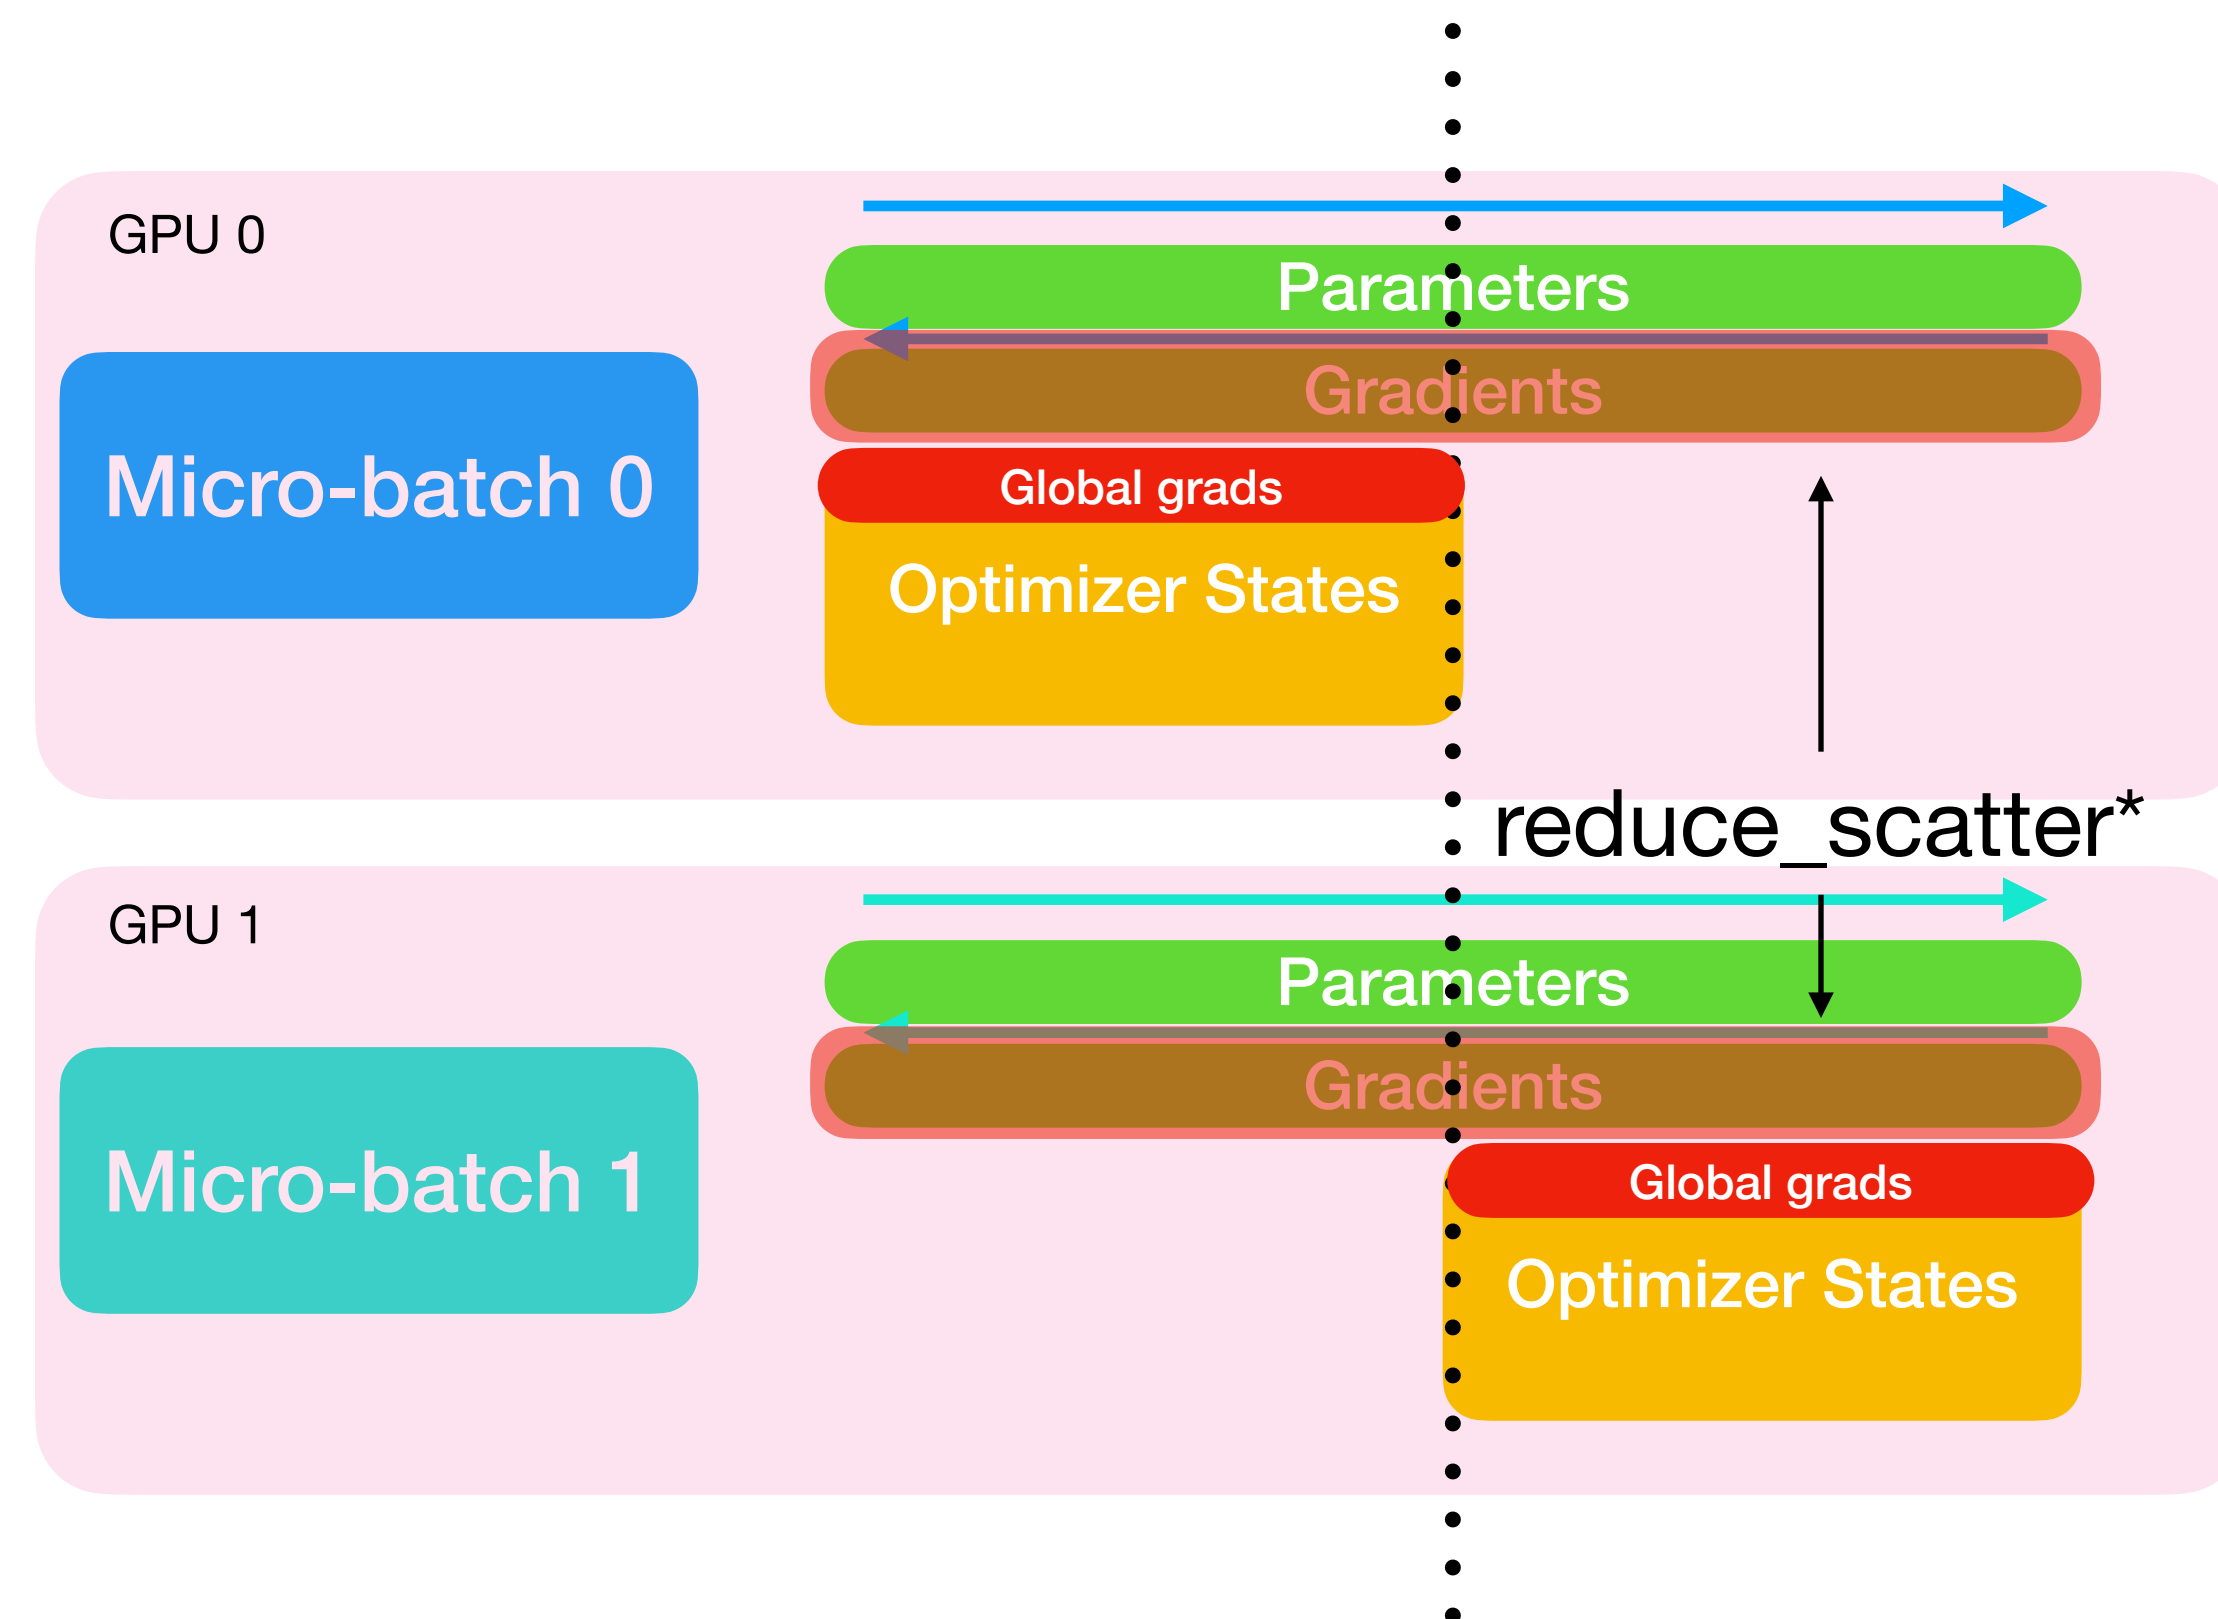 GPU 0
Parameters
Gradients
Micro-batch 0
Global grads
Optimizer States
reduce_scatter*
GPU 1
Parameters
Gradients
Micro-batch 1
Global grads
Optimizer States